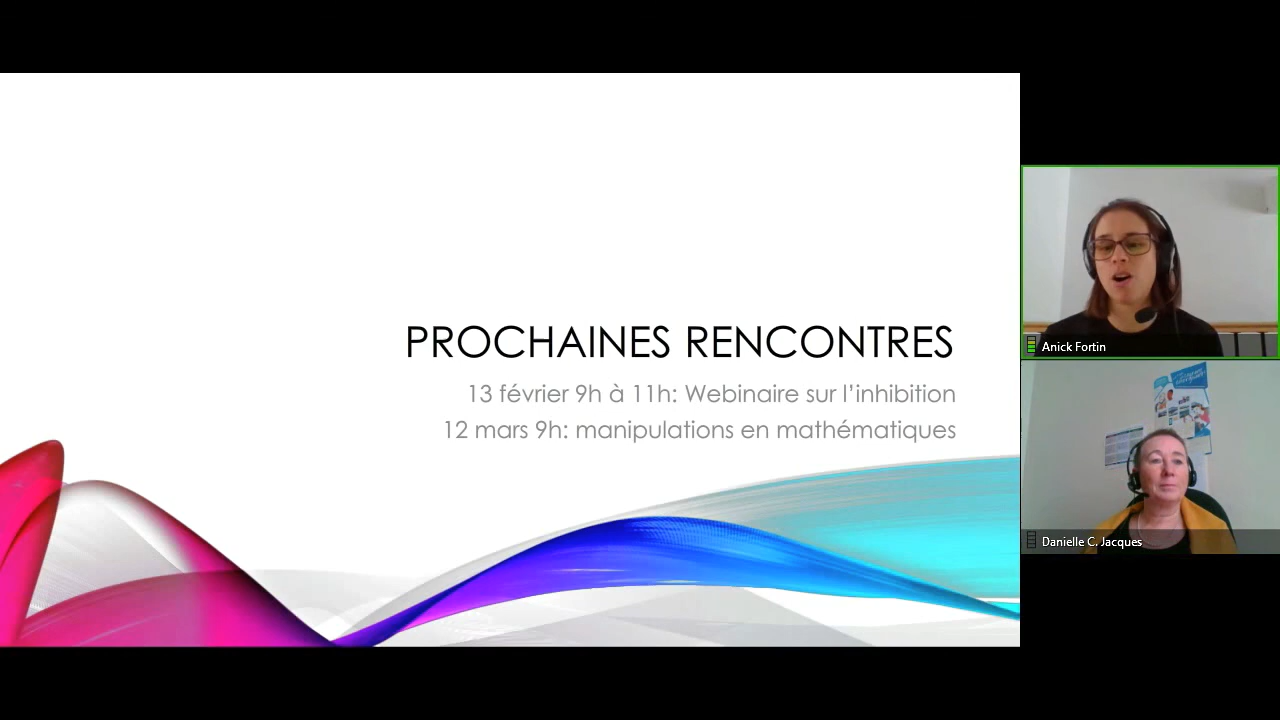 PROCHAINES RENCONTRES
13 février 9h à 11h: Webinaire sur l'inhibition
12 mars 9h: manipulations en mathématiques
Anick Fortin
Danielle C. Jacques